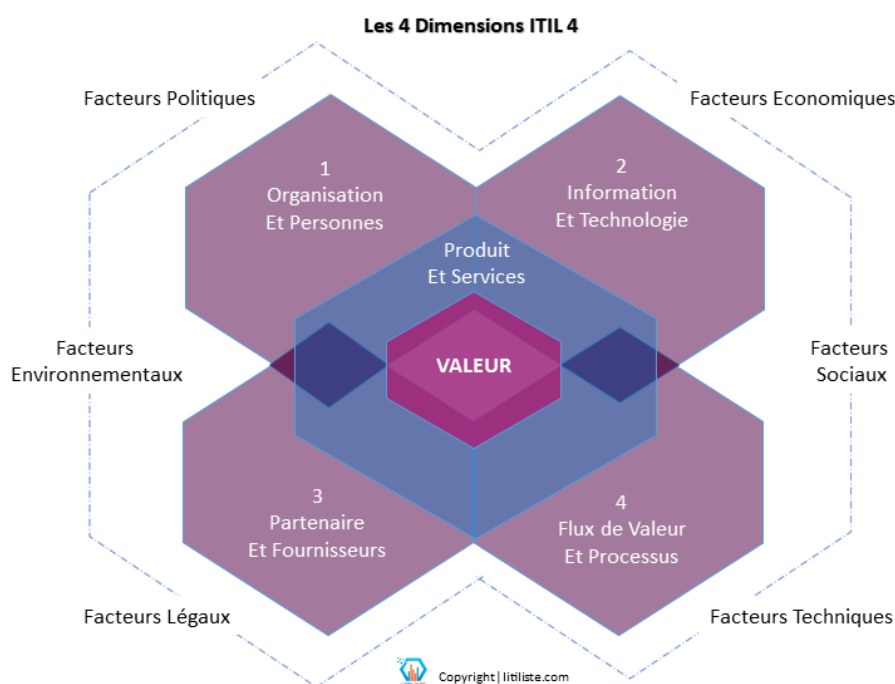 Les 4 Dimensions ITIL 4
Facteurs Politiques
Facteurs Economiques
1
Organisation
Et Personnes
2
Information
Et Technologie
Produit
Et Services
Facteurs
Environnementaux
VALEUR
Facteurs
Sociaux
3
Partenaire
Et Fournisseurs
4
Flux de Valeur
Et Processus
Facteurs Légaux
Facteurs Techniques
Copyright | litiliste.com